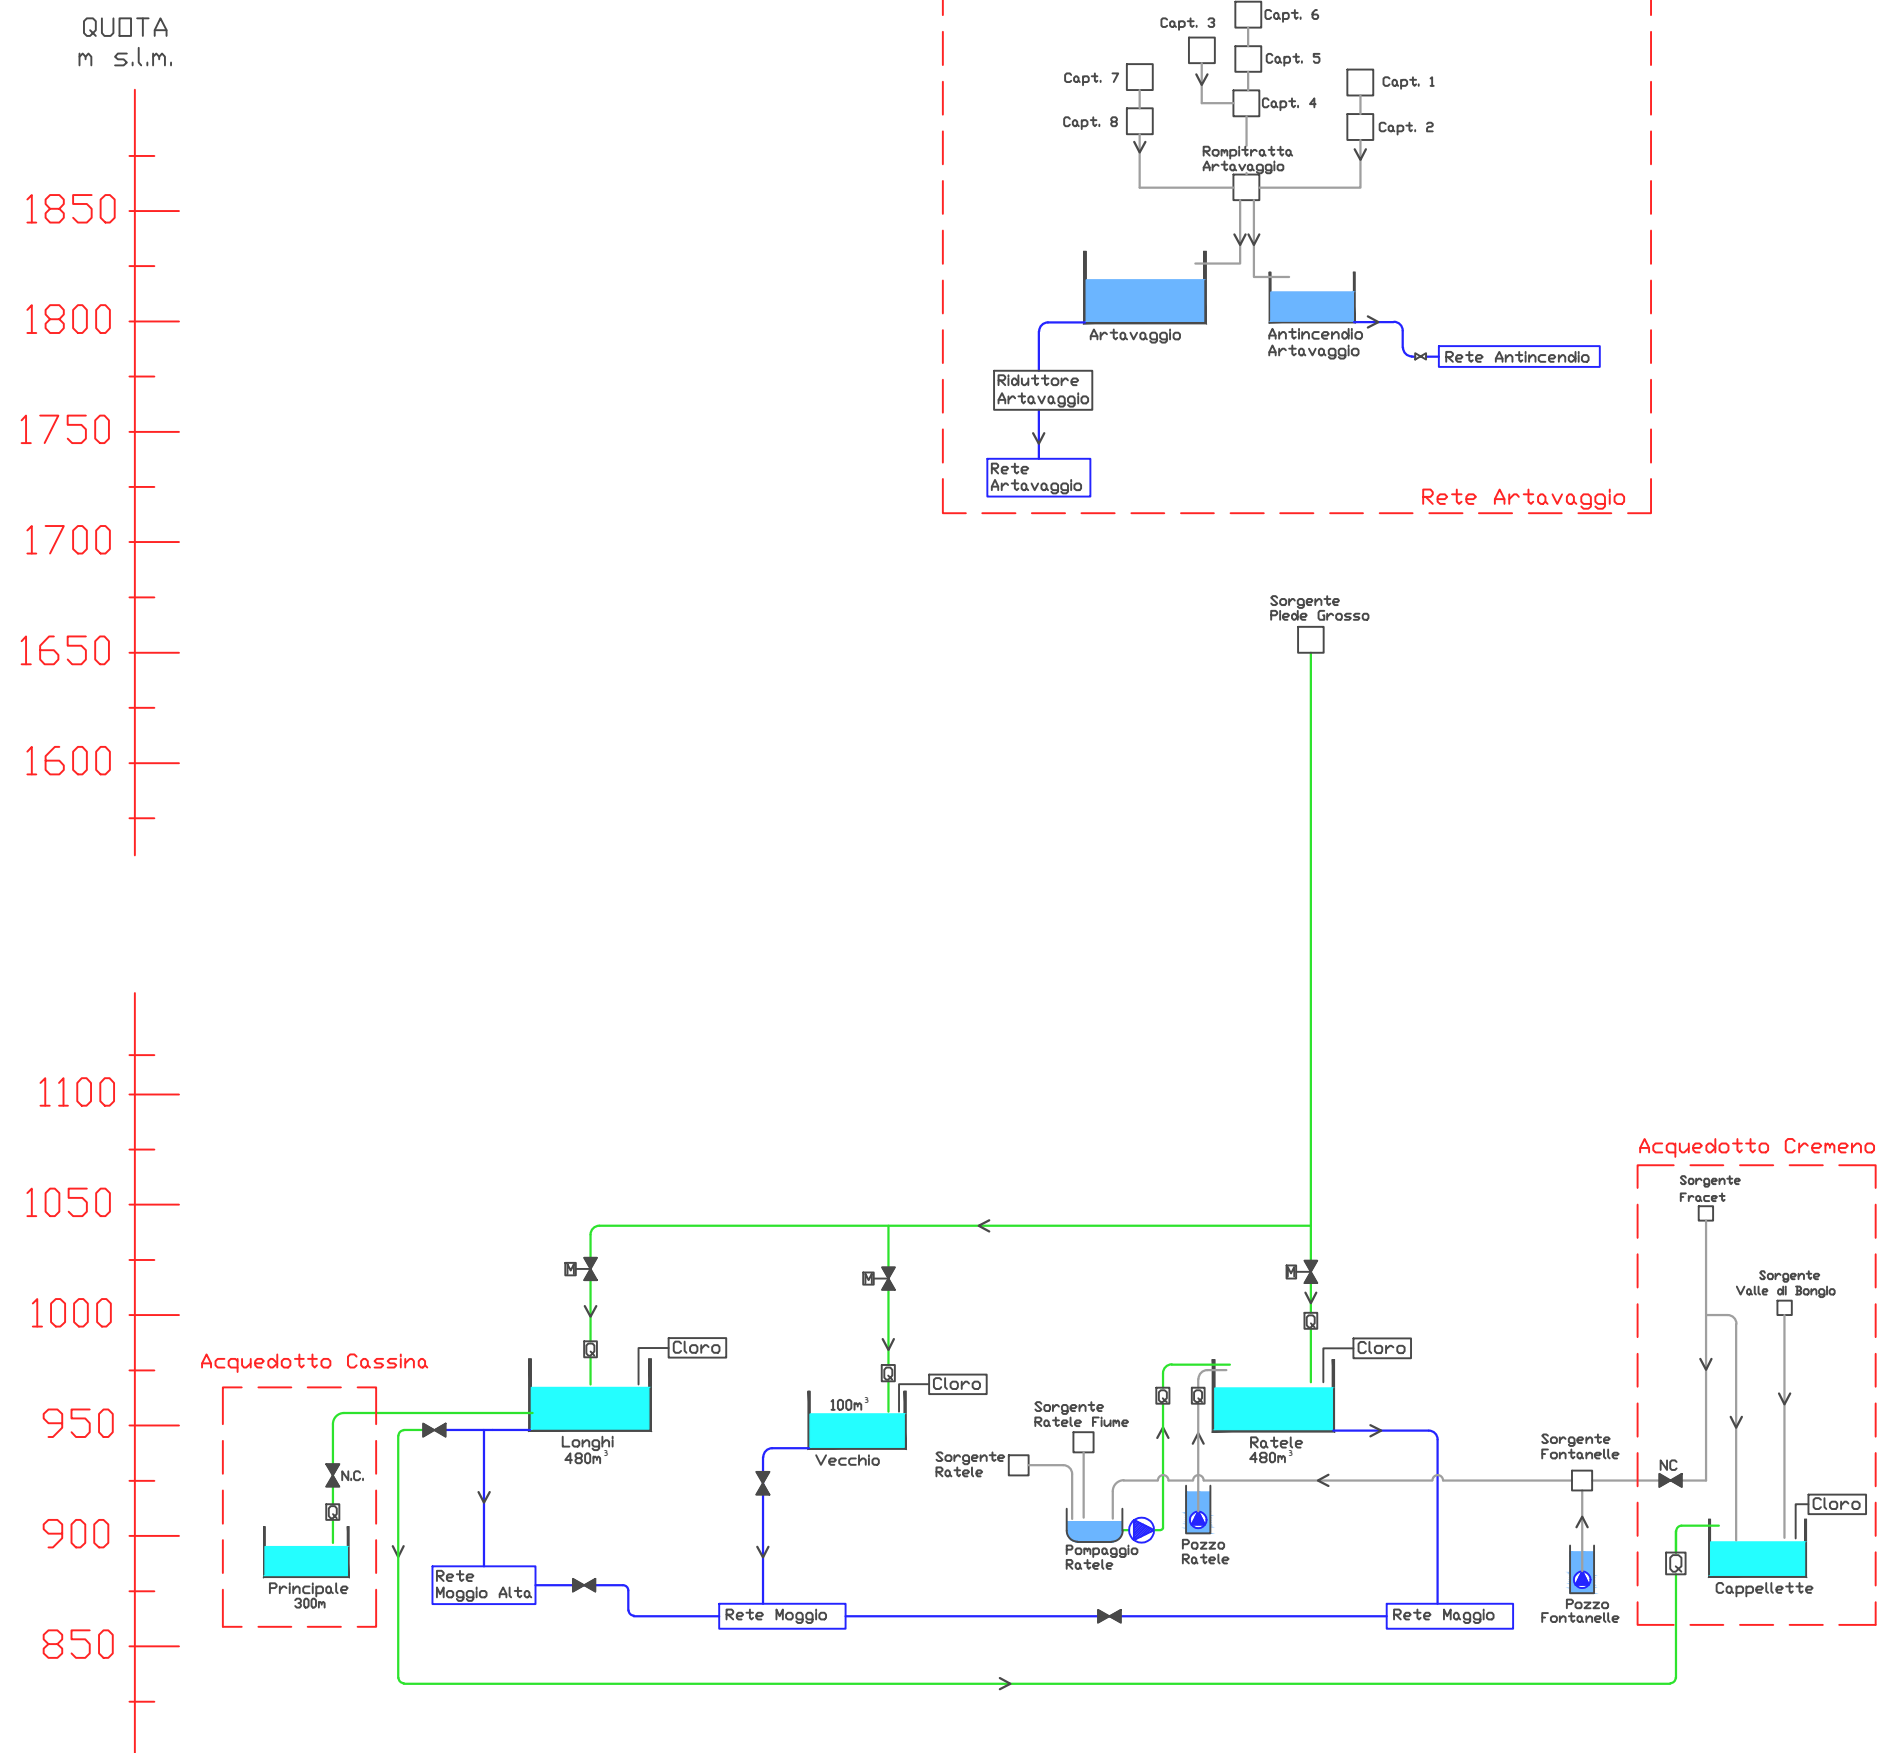 QUOTA
m s.l.m.
1850
1800
1750
1700
1650
1600
1100
1050
1000
950
900
850
Capt. 6
Capt. 3
Capt. 5
Capt. 7
Capt. 1
Capt. 4
Capt. 8
Capt. 2
Rompitratta
Artavaggio
Artavaggio
Antincendio
Artavaggio
Rete Antincendio
Riduttore
Artavaggio
Rete
Artavaggio
Rete Artavaggio
Sorgente
Piede Grosso
Acquedotto Cremeno
Sorgente
Fracet
Sorgente
Valle di Bongio
M
M
M
Q
Q
Q
Cloro
Cloro
Cloro
Acquedotto Cassina
Q
Q
100m³
Longhi
480m³
Vecchio
Ratele
480m³
Sorgente
Ratele Fiume
Sorgente
Ratele
Sorgente
Fontanelle
NC
N.C.
Q
Cloro
Pompaggio
Ratele
Pozzo
Ratele
Q
Principale
300m
Rete
Moggio Alta
Rete Moggio
Rete Maggio
Pozzo
Fontanelle
Cappellette